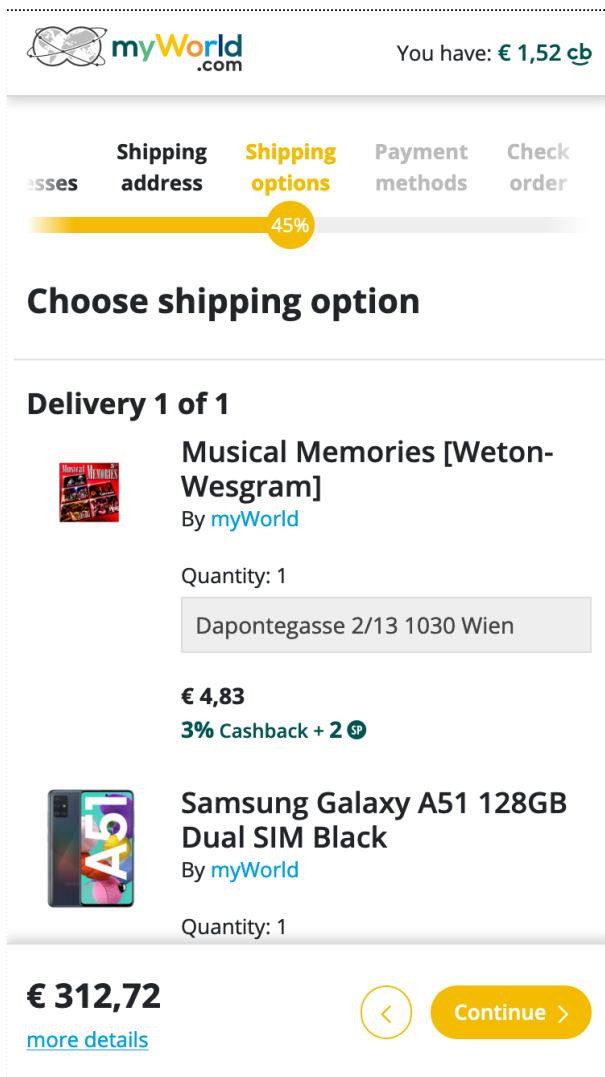 myWorld
.com
You have: € 1,52 cb
Shipping Shipping Payment Check
esses address options methods order
45%
Choose shipping option
Delivery 1 of 1
Musical MEMORIES
Musical Memories [Weton-
Wesgram]
By myWorld
Quantity: 1
Dapontegasse 2/13 1030 Wien
€ 4,83
3% Cashback + 2 SP
A51
Samsung Galaxy A51 128GB
Dual SIM Black
By myWorld
Quantity: 1
€ 312,72
more details
Continue